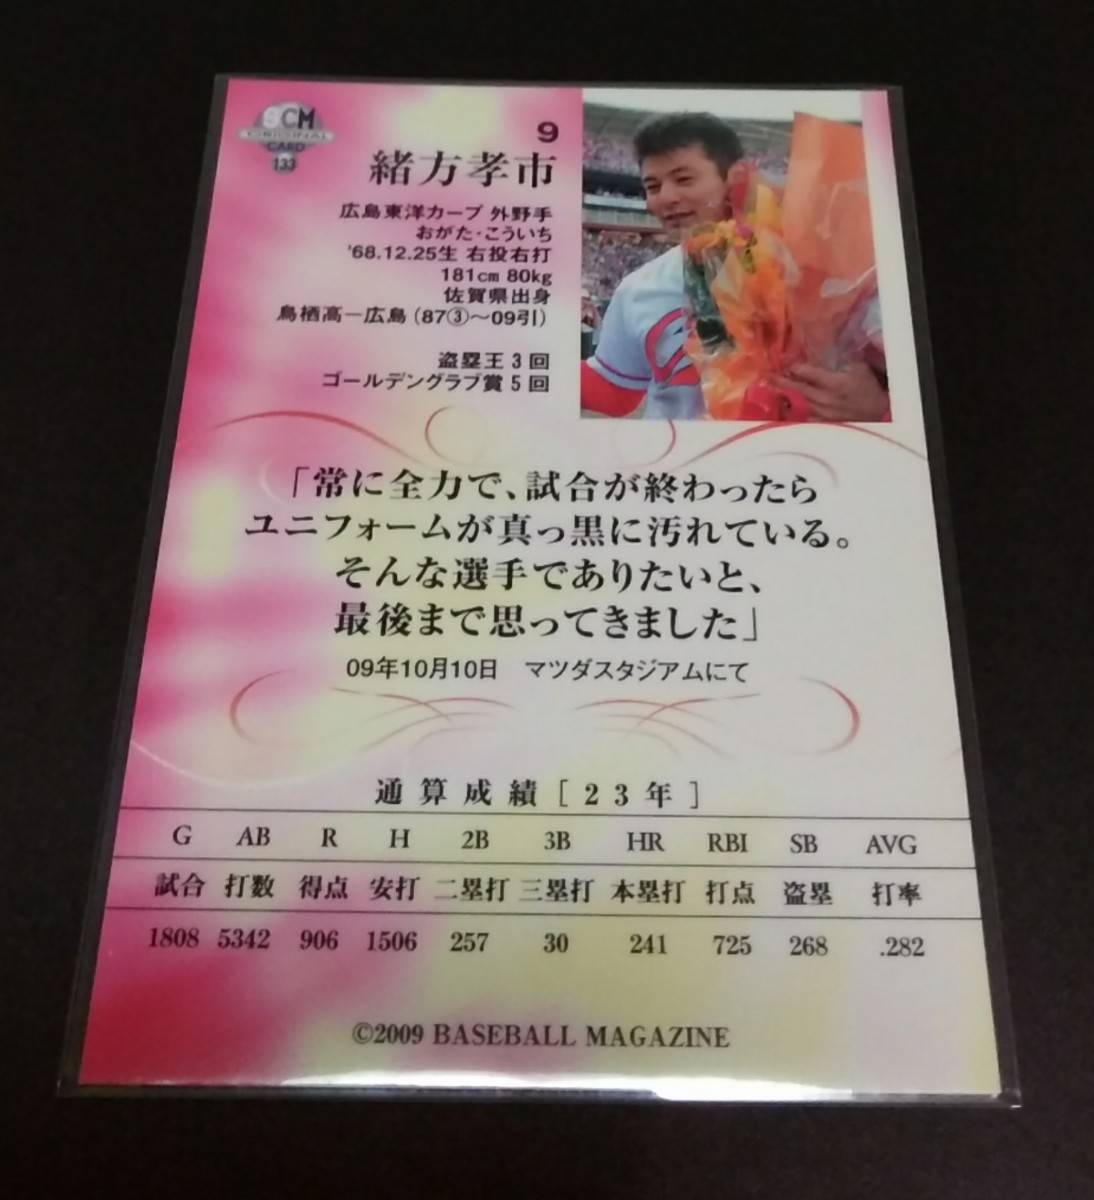 SCM
ORIGINAL
CARD
133
9
緒方孝市
広島東洋カープ 外野手
おがた・こういち
'68.12.25生 右投右打
181cm 80kg
佐賀県出身
鳥栖高ー広島(87③〜09引)
盗塁王3回
ゴールデングラブ賞5回
「常に全力で、試合が終わったら
ユニフォームが真っ黒に汚れている。
そんな選手でありたいと、
最後まで思ってきました」
09年10月10日 マツダスタジアムにて
通算成績[23年]
G AB R H 2B 3B HR RBI SB AVG
試合 打数 得点 安打 二塁打 三塁打 本塁打 打点 盗塁 打率
1808 5342 906 1506 257 30 241 725 268 .282
©2009 BASEBALL MAGAZINE